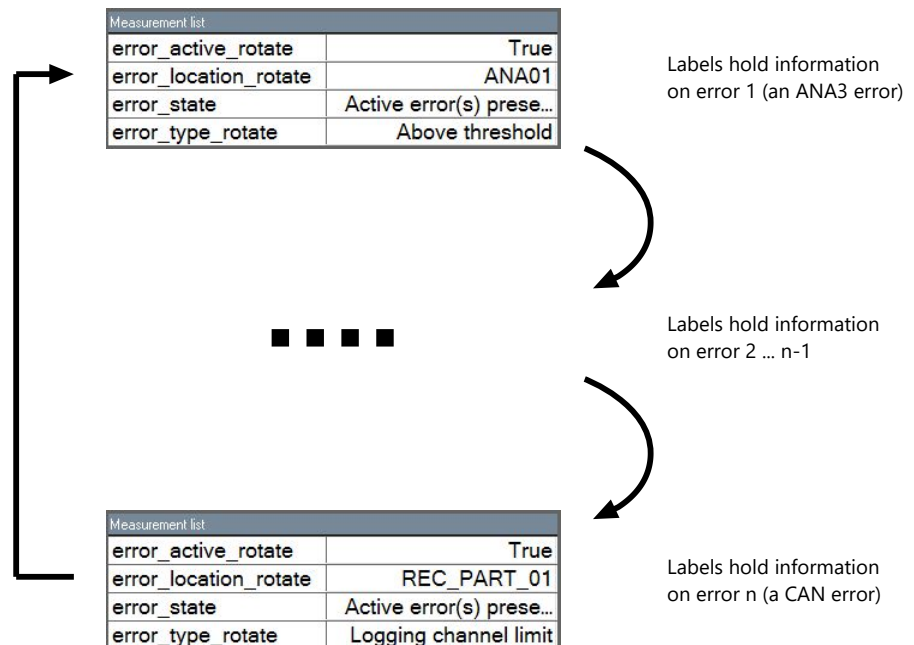 Measurement list
error_active_rotate True
error_location_rotate ANA01
error_state Active error(s) prese...
error_type_rotate Above threshold
Labels hold information
on error 1 (an ANA3 error)
Labels hold information
on error 2 ... n-1
Measurement list
error_active_rotate True
error_location_rotate REC_PART_01
error_state Active error(s) prese...
error_type_rotate Logging channel limit
Labels hold information
on error n (a CAN error)